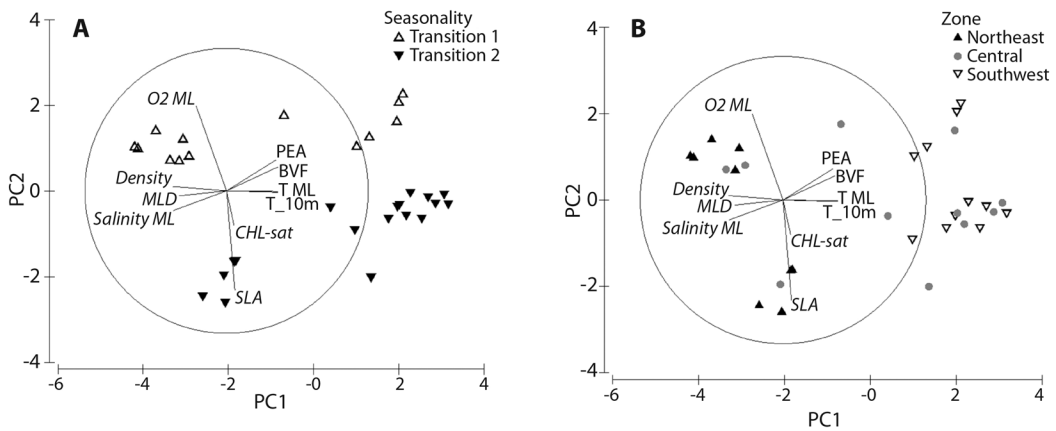 A
Seasonality
Transition 1
Transition 2
4
2
0
-2
-4
PC2
O2 ML
PEA
BVF
Density
T ML
MLD
T_10m
Salinity ML
CHL-sat
SLA
-6
-4
-2
-0
2
4
PC1
B
Zone
Northeast
Central
Southwest
4
2
0
-2
-4
PC2
O2 ML
PEA
BVF
Density
T ML
MLD
T_10m
Salinity ML
CHL-sat
SLA
-6
-4
-2
-0
2
4
PC1